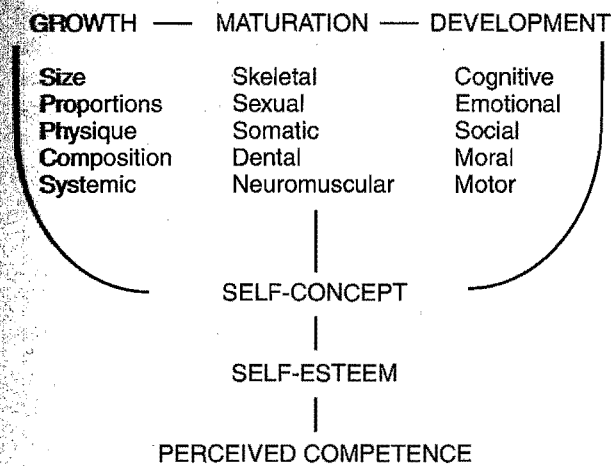 GROWTH — MATURATION — DEVELOPMENT
Size Skeletal Cognitive
Proportions Sexual Emotional
Physique Somatic Social
Composition Dental Moral
Systemic Neuromuscular Motor
SELF-CONCEPT
SELF-ESTEEM
PERCEIVED COMPETENCE